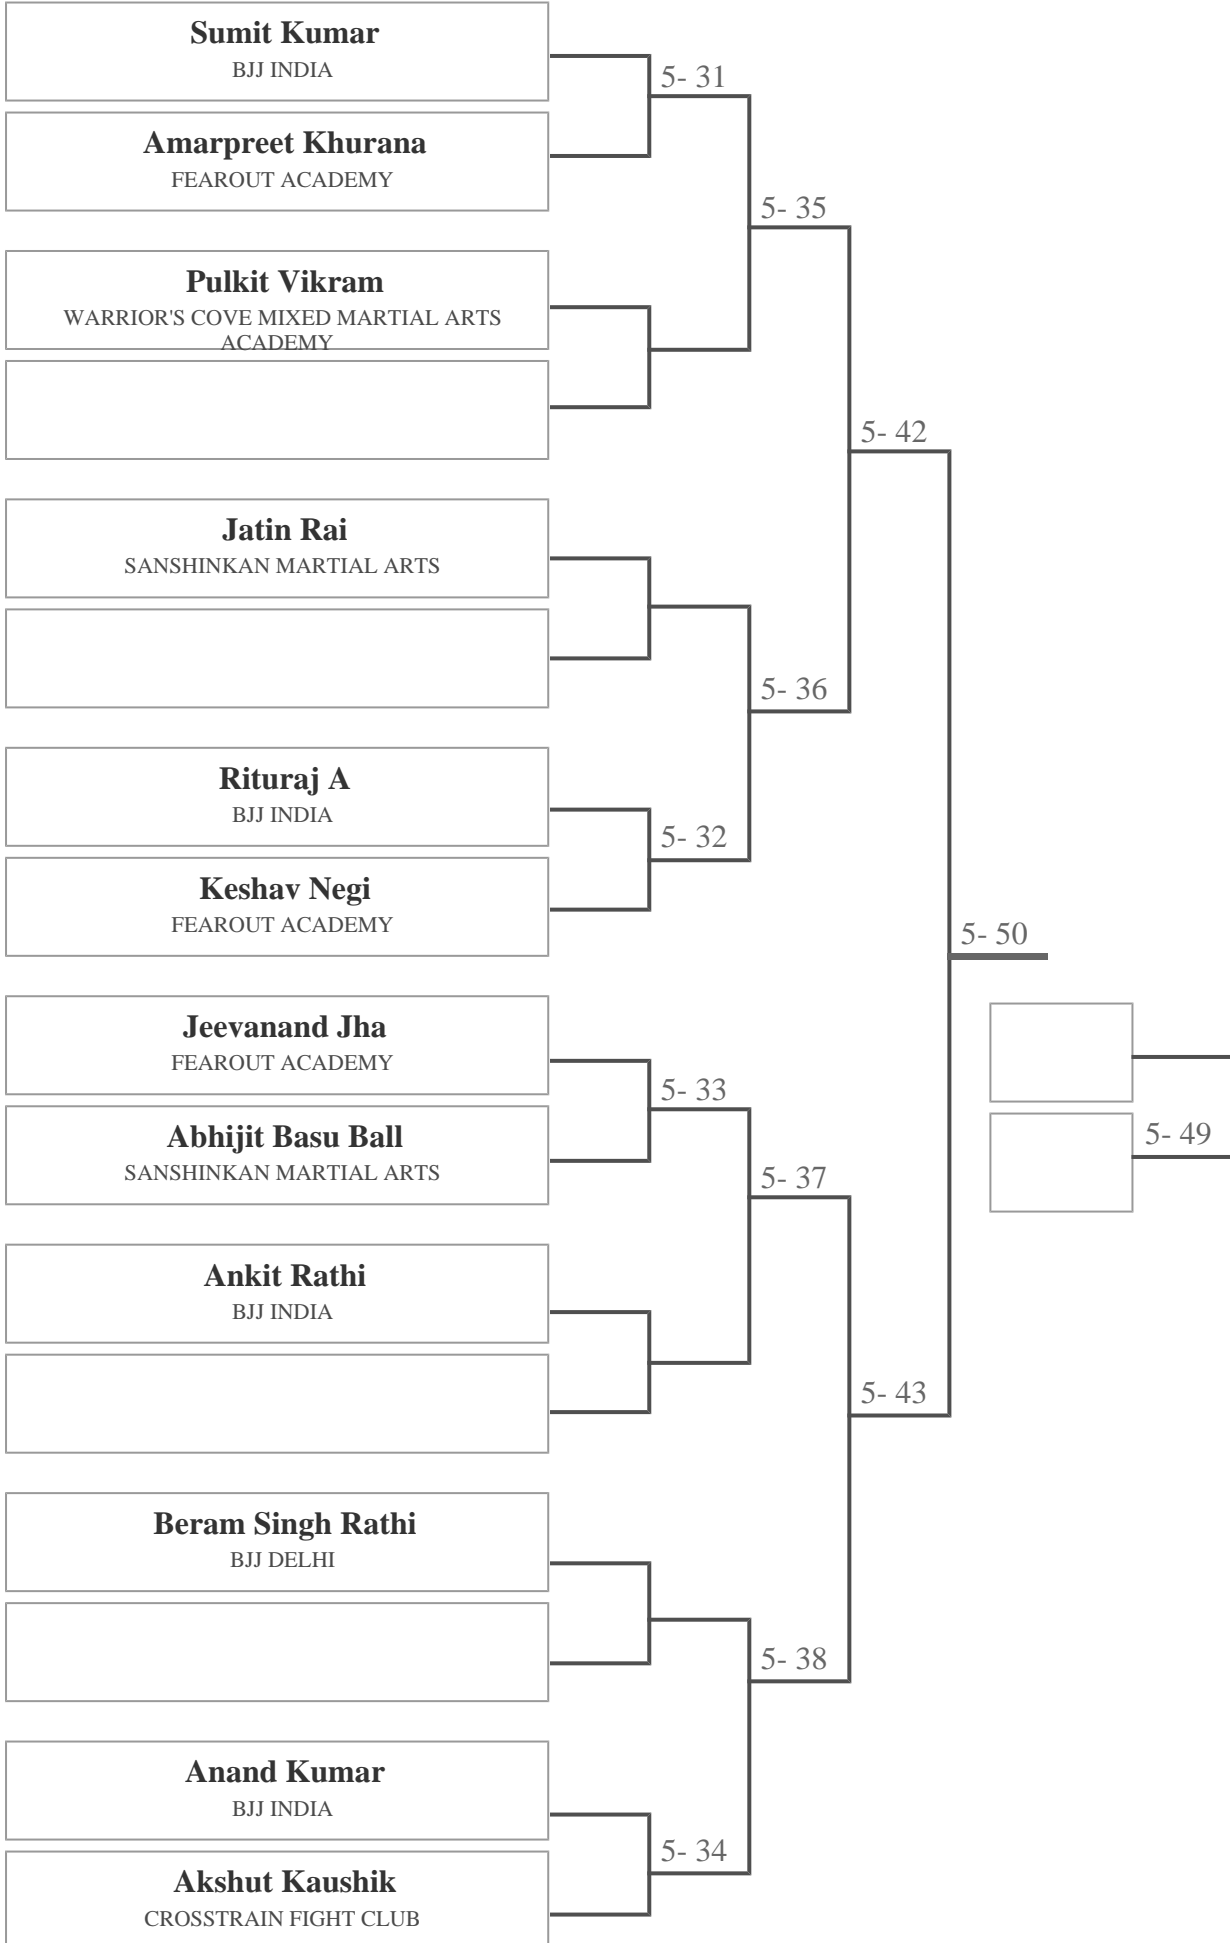 Sumit Kumar
BJJ INDIA
5- 31
Amarpreet Khurana
FEAROUT ACADEMY
5- 35
Pulkit Vikram
WARRIOR'S COVE MIXED MARTIAL ARTS
ACADEMY
5- 42
Jatin Rai
SANSHINKAN MARTIAL ARTS
5- 36
Rituraj A
BJJ INDIA
5- 32
Keshav Negi
FEAROUT ACADEMY
5- 50
Jeevanand Jha
FEAROUT ACADEMY
5- 33
Abhijit Basu Ball
SANSHINKAN MARTIAL ARTS
5- 49
5- 37
Ankit Rathi
BJJ INDIA
5- 43
Beram Singh Rathi
BJJ DELHI
5- 38
Anand Kumar
BJJ INDIA
5- 34
Akshut Kaushik
CROSSTRAIN FIGHT CLUB